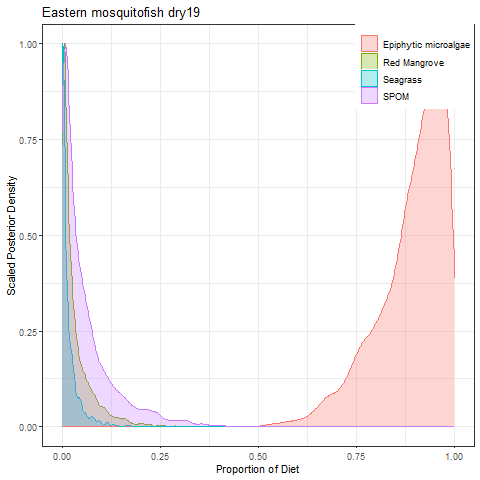 Eastern mosquitofish dry19
Epiphytic microalgae
Red Mangrove
Seagrass
SPOM
1.00
0.75
0.50
0.25
0.00
Scaled Posterior Density
0.00 0.25 0.50 0.75 1.00
Proportion of Diet